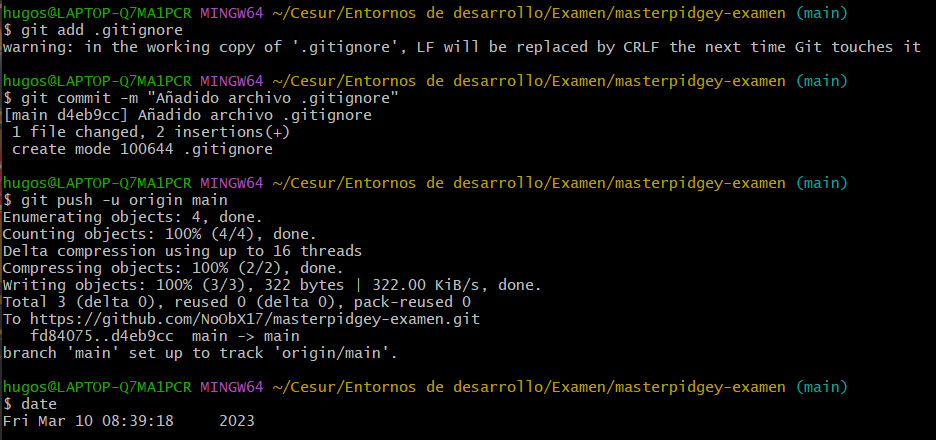 hugos@LAPTOP-Q7MA1PCR MINGW64 ~/Cesur/Entornos de desarrollo/Examen/masterpidgey-examen (main)
$ git add .gitignore
warning: in the working copy of '.gitignore', LF will be replaced by CRLF the next time Git touches it
hugos@LAPTOP-Q7MA1PCR MINGW64 ~/Cesur/Entornos de desarrollo/Examen/masterpidgey-examen (main)
$ git commit -m "Añadido archivo .gitignore"
[main d4eb9cc] Añadido archivo .gitignore
 1 file changed, 2 insertions(+)
 create mode 100644 .gitignore
hugos@LAPTOP-Q7MA1PCR MINGW64 ~/Cesur/Entornos de desarrollo/Examen/masterpidgey-examen (main)
$ git push -u origin main
Enumerating objects: 4, done.
Counting objects: 100% (4/4), done.
Delta compression using up to 16 threads
Compressing objects: 100% (2/2), done.
Writing objects: 100% (3/3), 322 bytes | 322.00 KiB/s, done.
Total 3 (delta 0), reused 0 (delta 0), pack-reused 0
To https://github.com/NoObX17/masterpidgey-examen.git
   fd84075..d4eb9cc  main -> main
branch 'main' set up to track 'origin/main'.
hugos@LAPTOP-Q7MA1PCR MINGW64 ~/Cesur/Entornos de desarrollo/Examen/masterpidgey-examen (main)
$ date
Fri Mar 10 08:39:18     2023